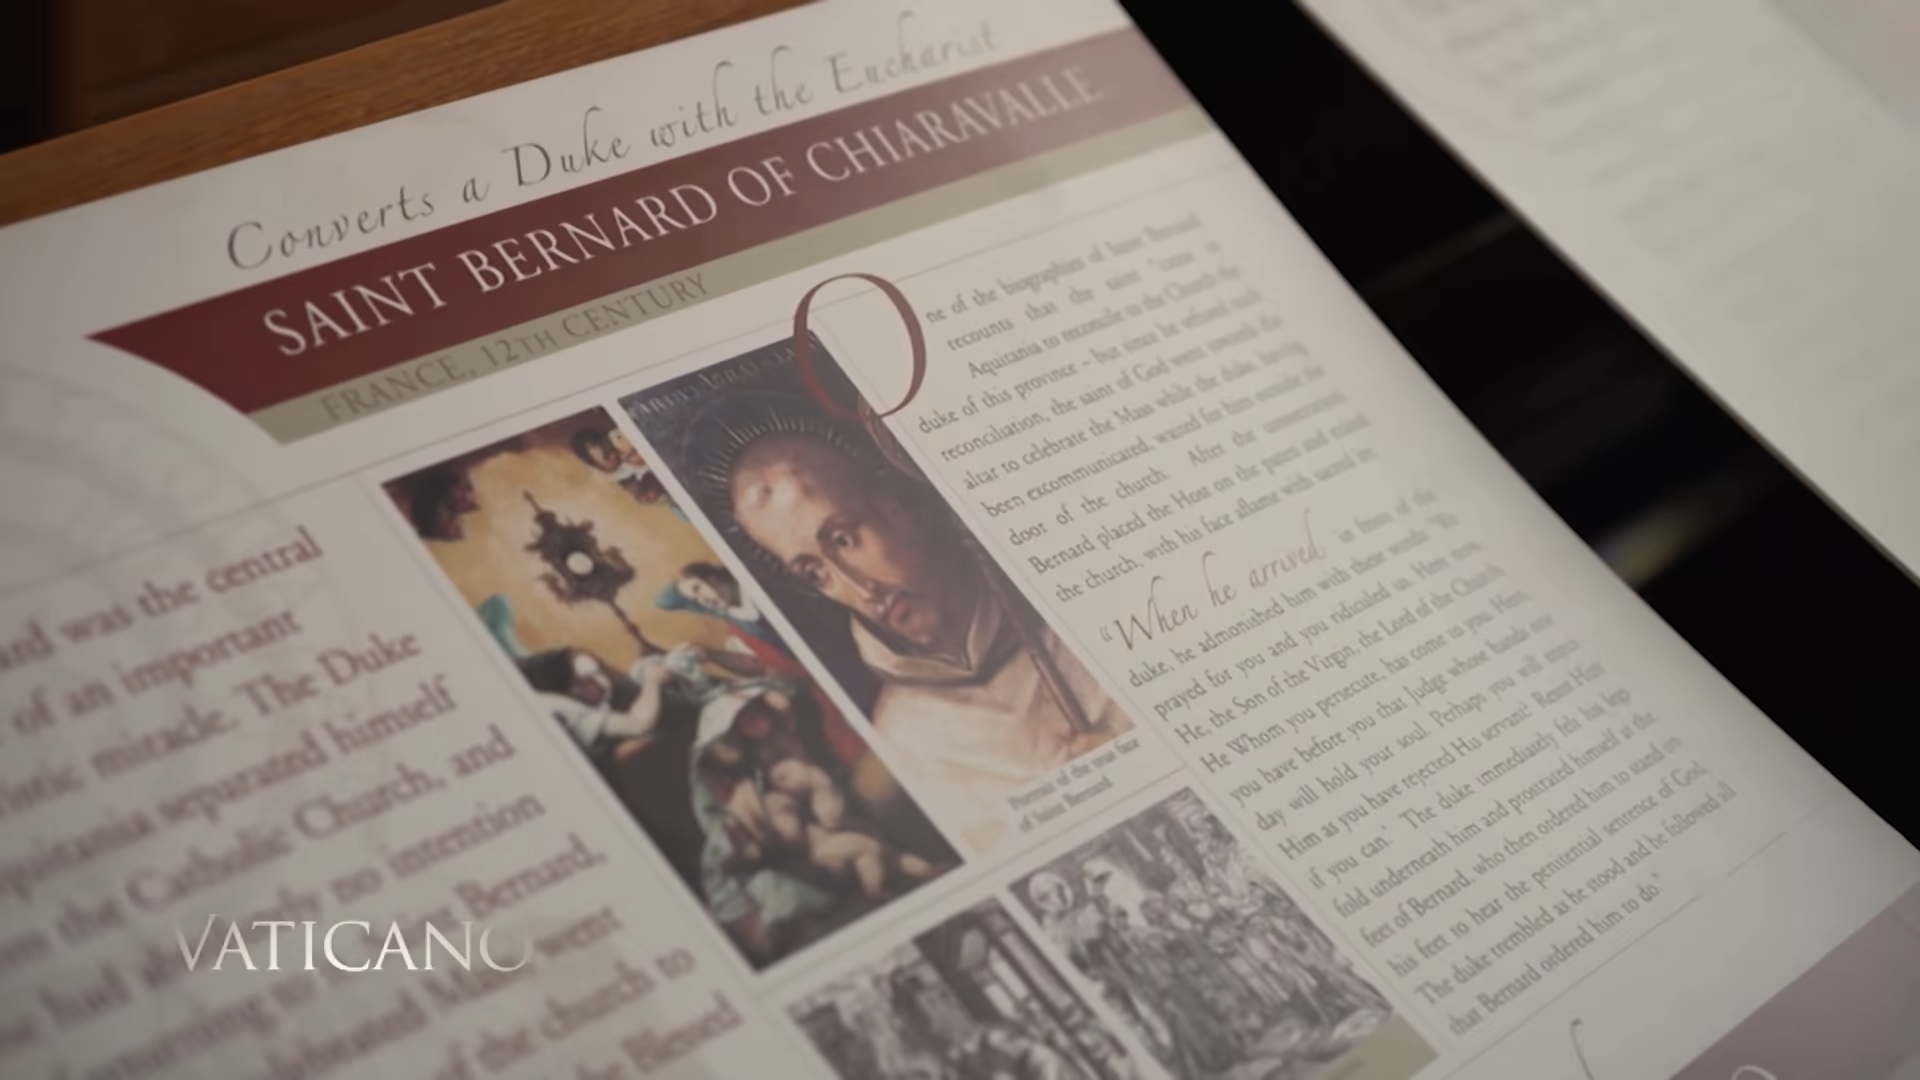 Converts a Duke with the Eucharist
SAINT BERNARD OF CHIARAVALLE
FRANCE, 12TH CENTURY
was the central
of an important
miracle. The Duke
separated himself
the Catholic Church, and
no intention
Bernard,
went
of the church to
Blessed
Portrait of the true face
of Saint Bernard
One of the biographies of Saint Bernard
recounts that the saint "came to
Aquitania to reconcile to the Church the
duke of this province – but since he refused such
reconciliation, the saint of God went towards the
altar to celebrate the Mass while the duke, having
been excommunicated, waited for him outside the
door of the church. After the consecration,
Bernard placed the Host on the paten and
the church, with his face aflame with
"When he arrived in front of the
duke, he admonished him with these words:
prayed for you and you ridiculed us. Here now,
He, the Son of the Virgin, the Lord of the Church
He Whom you persecute, has come to you. Here,
you have before you that Judge whose hands one
day will hold your soul. Perhaps you will
Him as you have rejected His servant? Resist Him
if you can.' The duke immediately felt his legs
fold underneath him and prostrated himself at the
feet of Bernard, who then ordered him to stand on
his feet to hear the penitential sentence of God.
The duke trembled as he stood and he followed all
that Bernard ordered him to do."
VATICANO